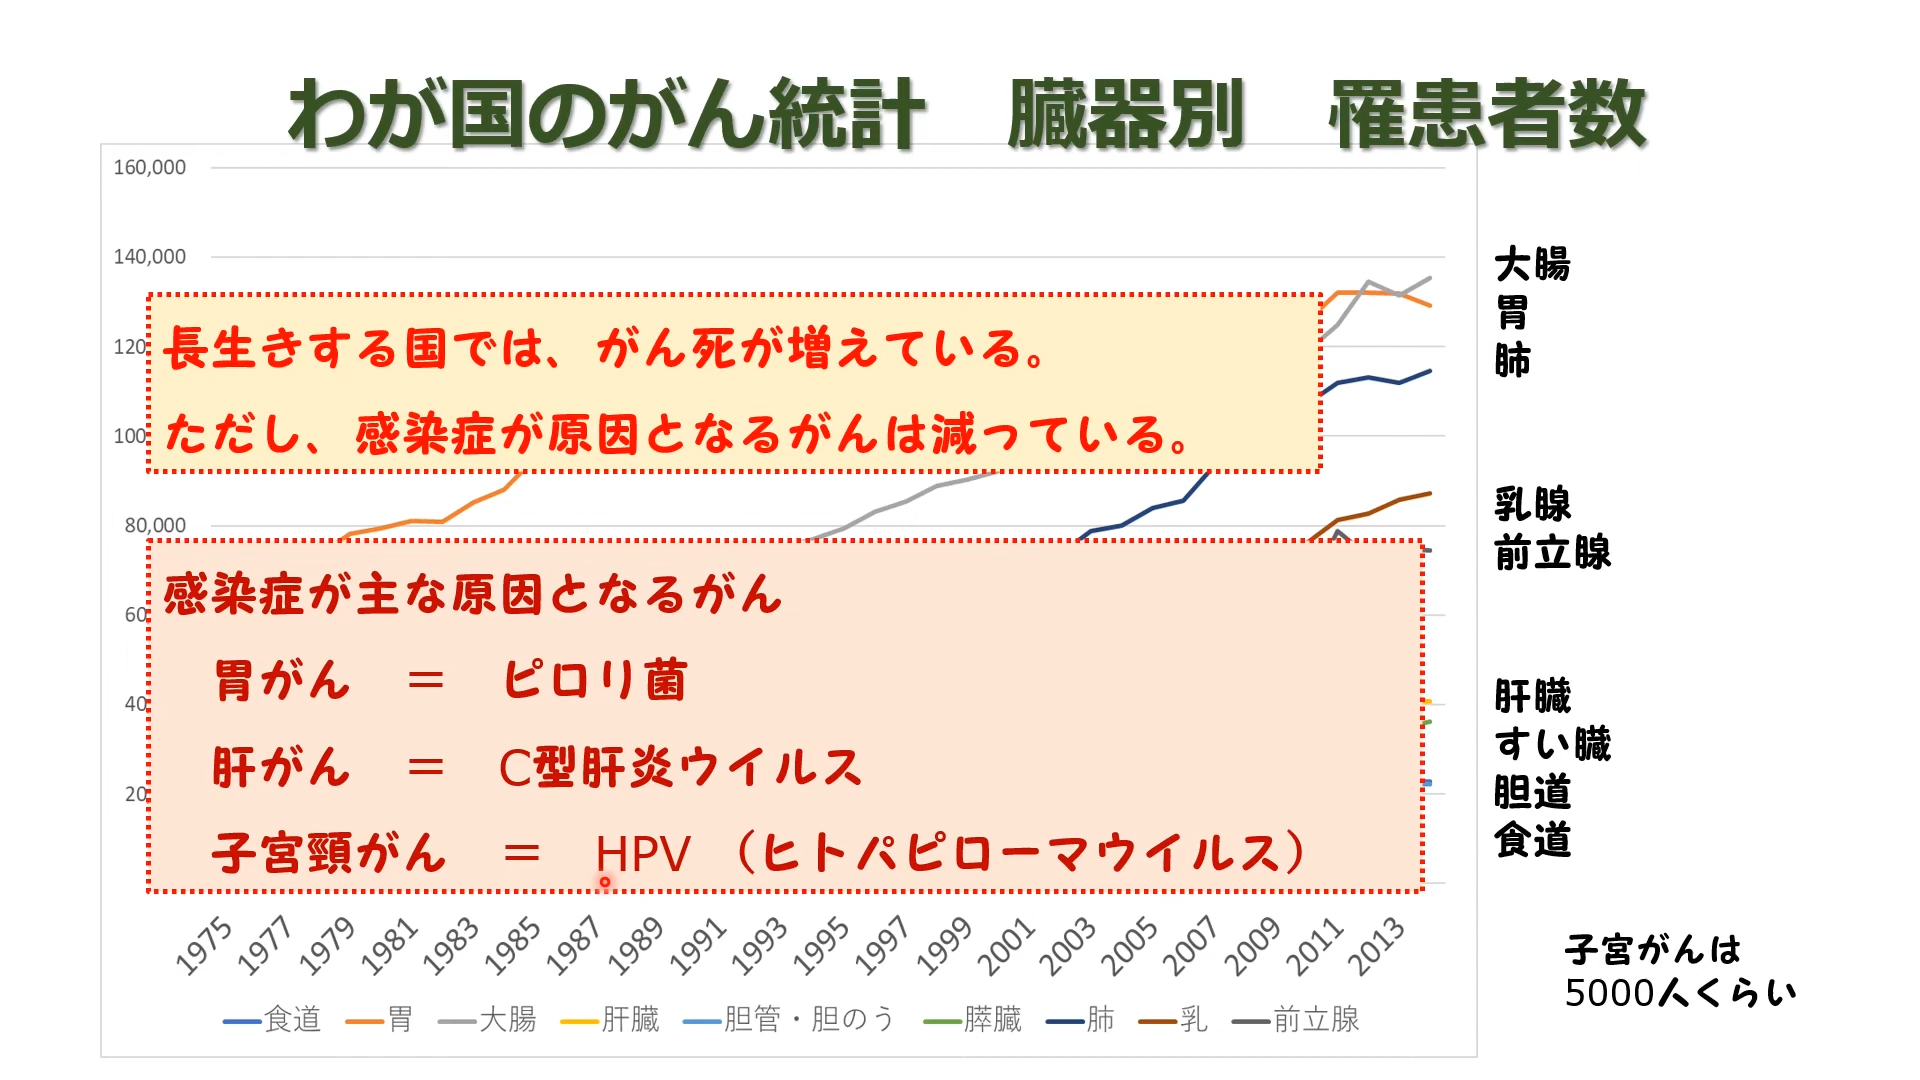 わが国のがん統計　臓器別　罹患者数
160,000
140,000
120
100
80,000
60
40
20
長生きする国では、がん死が増えている。
ただし、感染症が原因となるがんは減っている。
感染症が主な原因となるがん
胃がん　＝　ピロリ菌
肝がん　＝　C型肝炎ウイルス
子宮頸がん　＝　HPV （ヒトパピローマウイルス）
大腸
胃
肺
乳腺
前立腺
肝臓
すい臓
胆道
食道
1975 1977 1979 1981 1983 1985 1987 1989 1991 1993 1995 1997 1999 2001 2003 2005 2007 2009 2011 2013
食道 胃 大腸 肝臓 胆管・胆のう 膵臓 肺 乳 前立腺
子宮がんは
5000人くらい